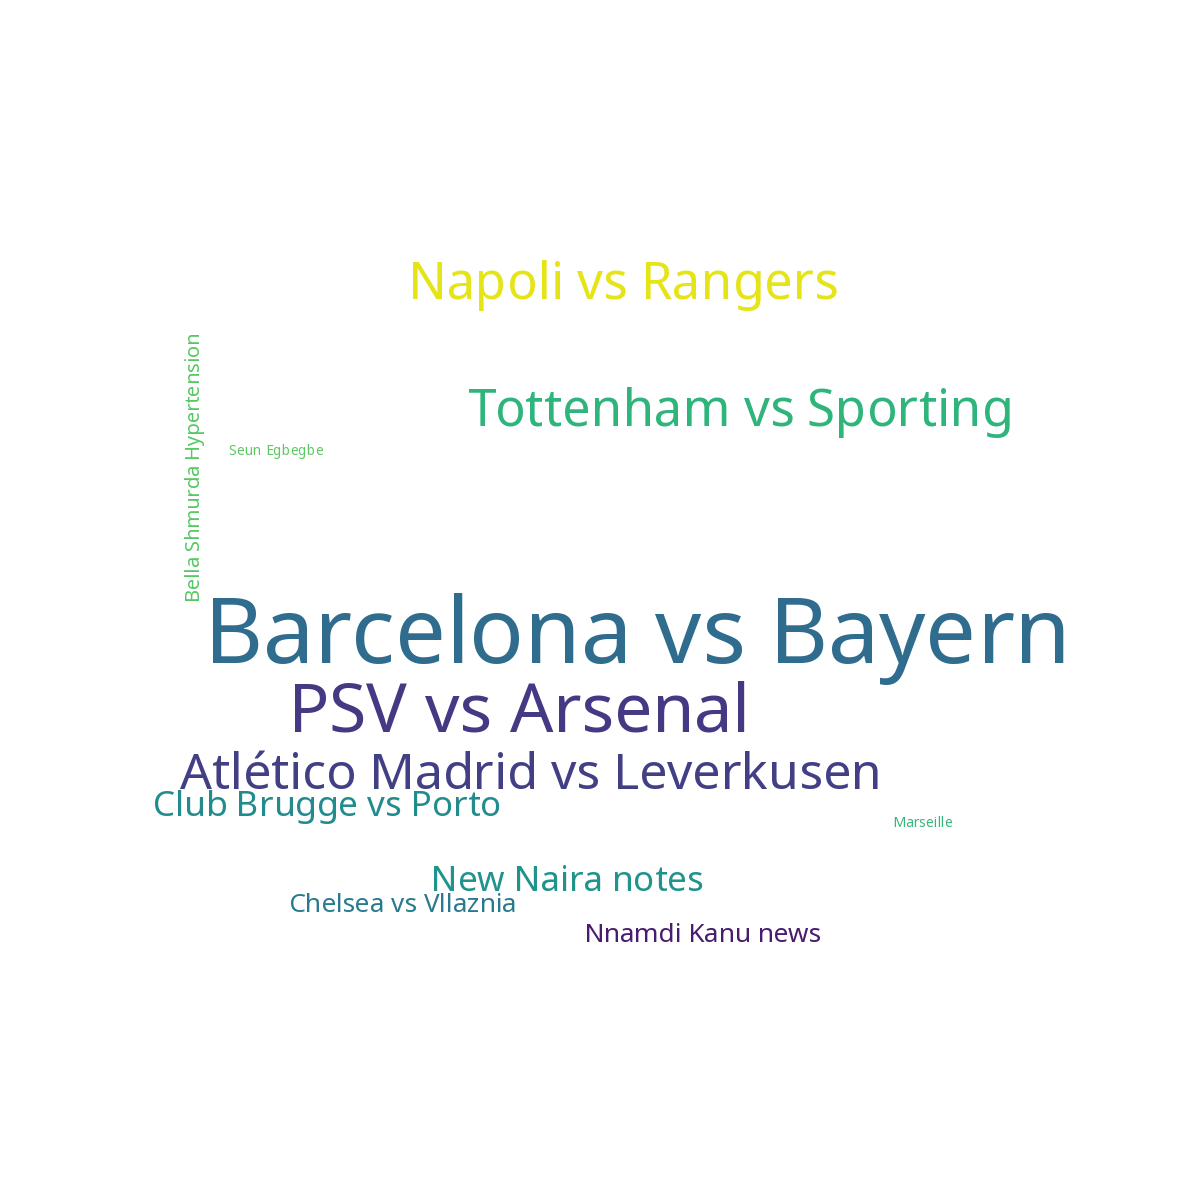 Napoli vs Rangers
Tottenham vs Sporting
Bella Shmurda Hypertension
Seun Egbegbe
Barcelona vs Bayern
PSV vs Arsenal
Atlético Madrid vs Leverkusen
Club Brugge vs Porto
Marseille
New Naira notes
Chelsea vs Vllaznia
Nnamdi Kanu news